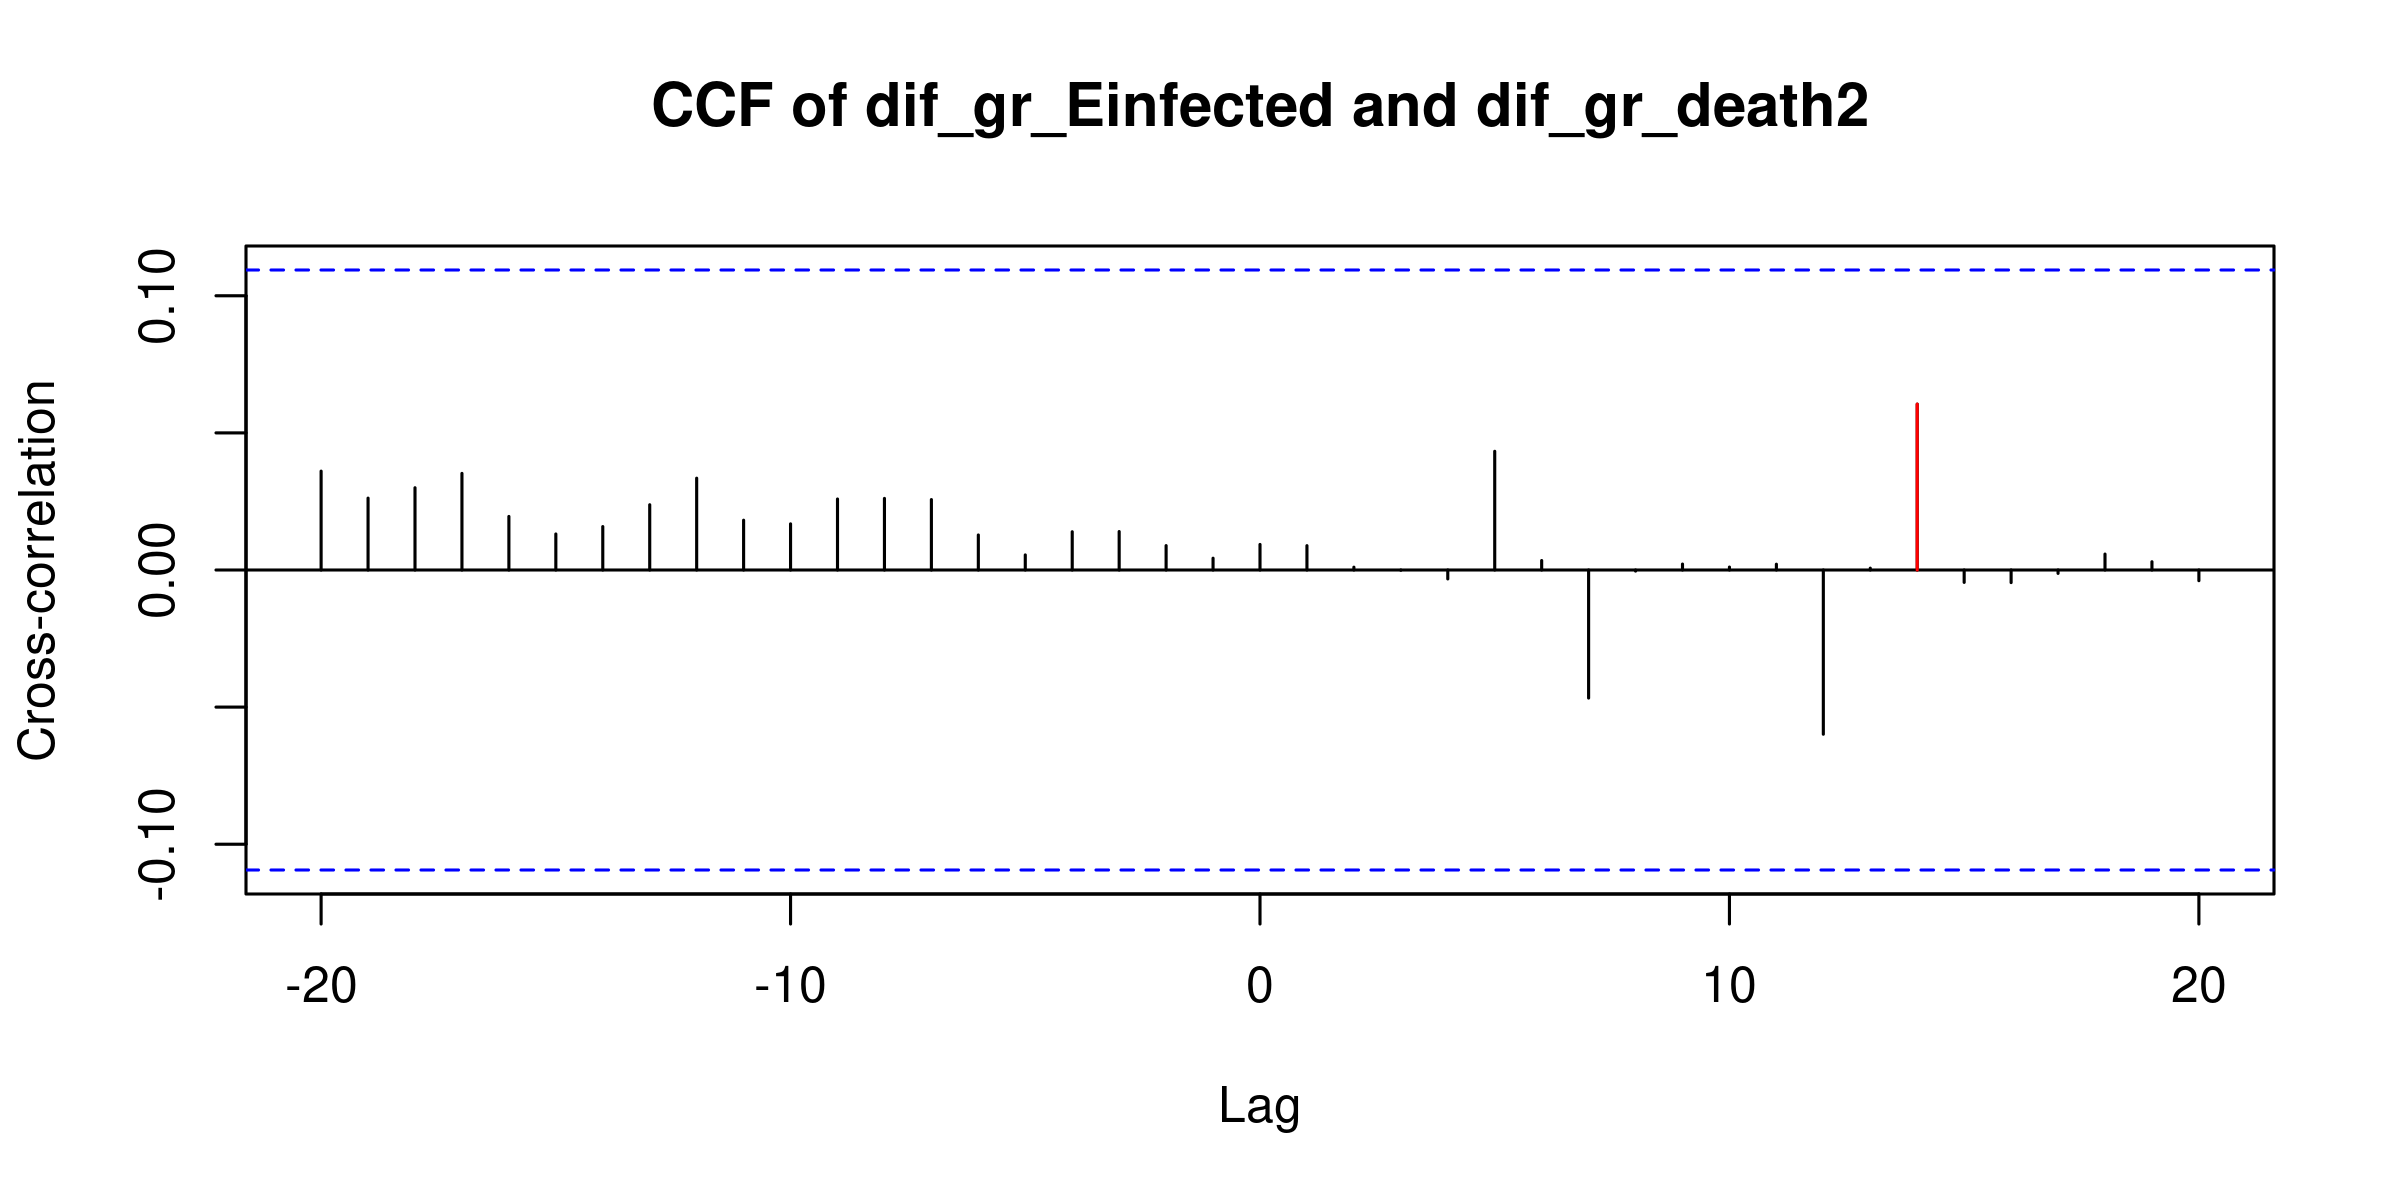 CCF of dif_gr_Einfected and dif_gr_death2
Cross-correlation
0.10
0.00
-0.10
-20 -10 0 10 20
Lag